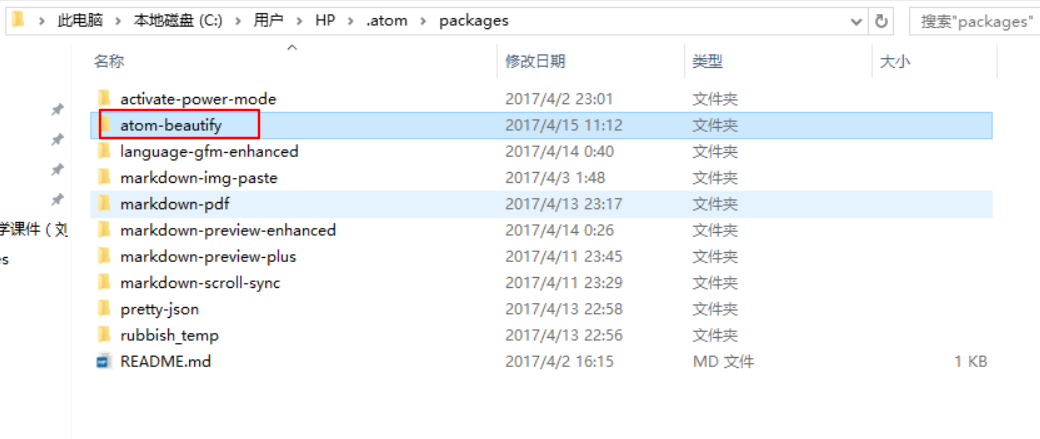 此电脑 > 本地磁盘 (C:) > 用户 > HP > .atom > packages 搜索"packages"
名称 修改日期 类型 大小
activate-power-mode 2017/4/2 23:01 文件夹
atom-beautify 2017/4/15 11:12 文件夹
language-gfm-enhanced 2017/4/14 0:40 文件夹
markdown-img-paste 2017/4/3 1:48 文件夹
markdown-pdf 2017/4/13 23:17 文件夹
学课件（刘
markdown-preview-enhanced 2017/4/14 0:26 文件夹
es
markdown-preview-plus 2017/4/11 23:45 文件夹
markdown-scroll-sync 2017/4/11 23:29 文件夹
pretty-json 2017/4/13 22:58 文件夹
rubbish_temp 2017/4/13 22:56 文件夹
README.md 2017/4/2 16:15 MD 文件 1 KB